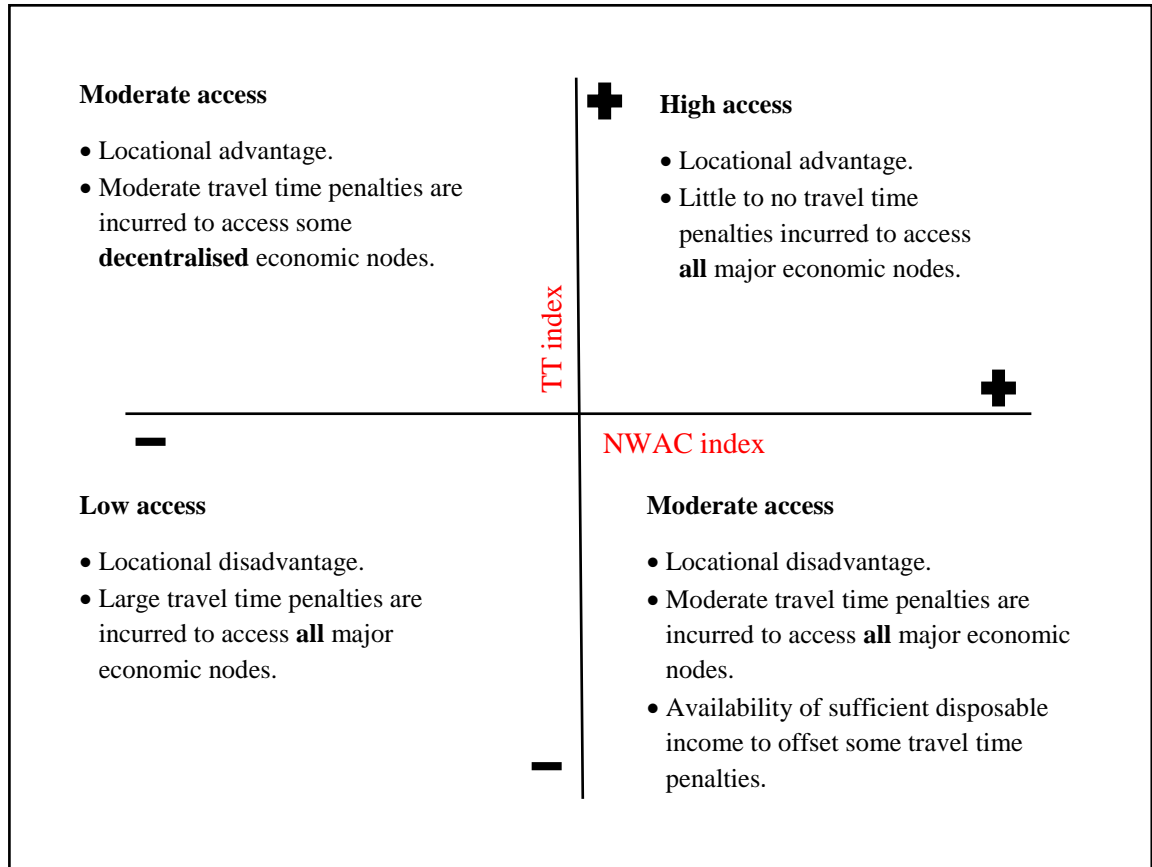 Moderate access
• Locational advantage.
• Moderate travel time penalties are
incurred to access some
decentralised economic nodes.
High access
• Locational advantage.
• Little to no travel time
penalties incurred to access
all major economic nodes.
TT index
NWAC index
Low access
• Locational disadvantage.
• Large travel time penalties are
incurred to access all major
economic nodes.
Moderate access
• Locational disadvantage.
• Moderate travel time penalties are
incurred to access all major economic
nodes.
• Availability of sufficient disposable
income to offset some travel time
penalties.